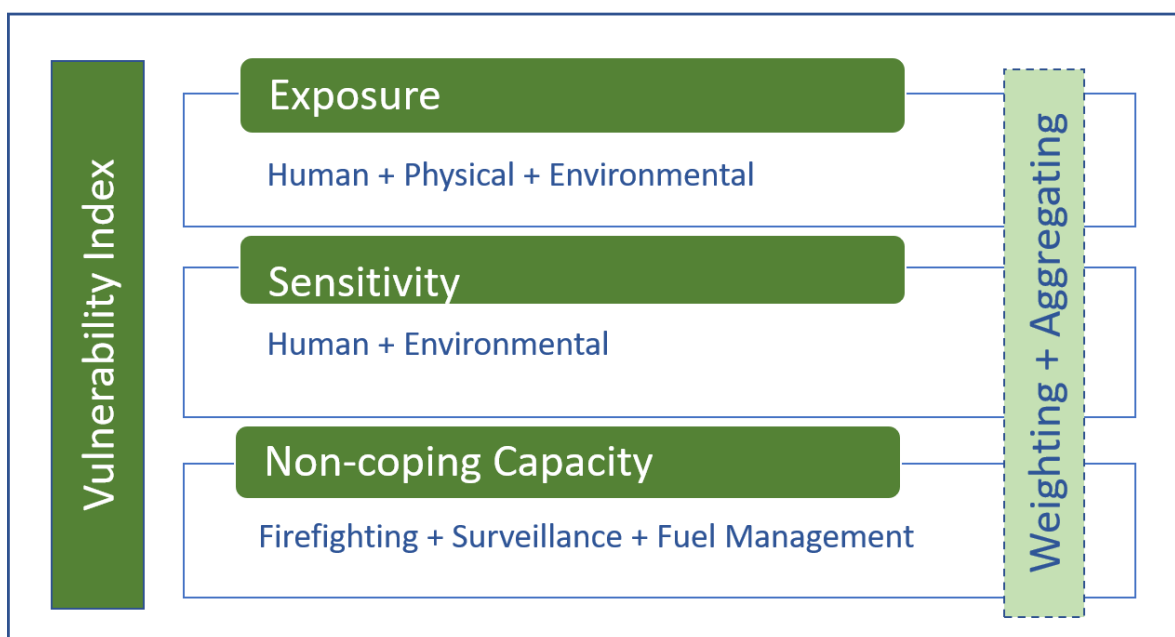 Vulnerability Index
Exposure
Human + Physical + Environmental
Sensitivity
Human + Environmental
Non-coping Capacity
Firefighting + Surveillance + Fuel Management
Weighting + Aggregating